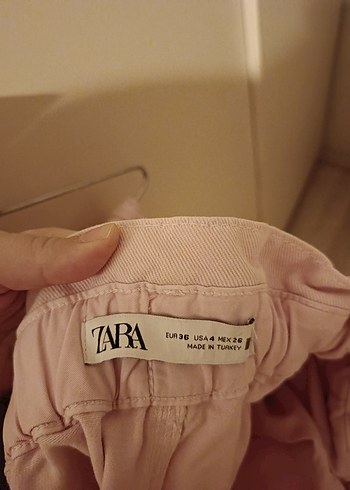 ZARA
EUR 36 USA 4 MEX 26
MADE IN TURKEY